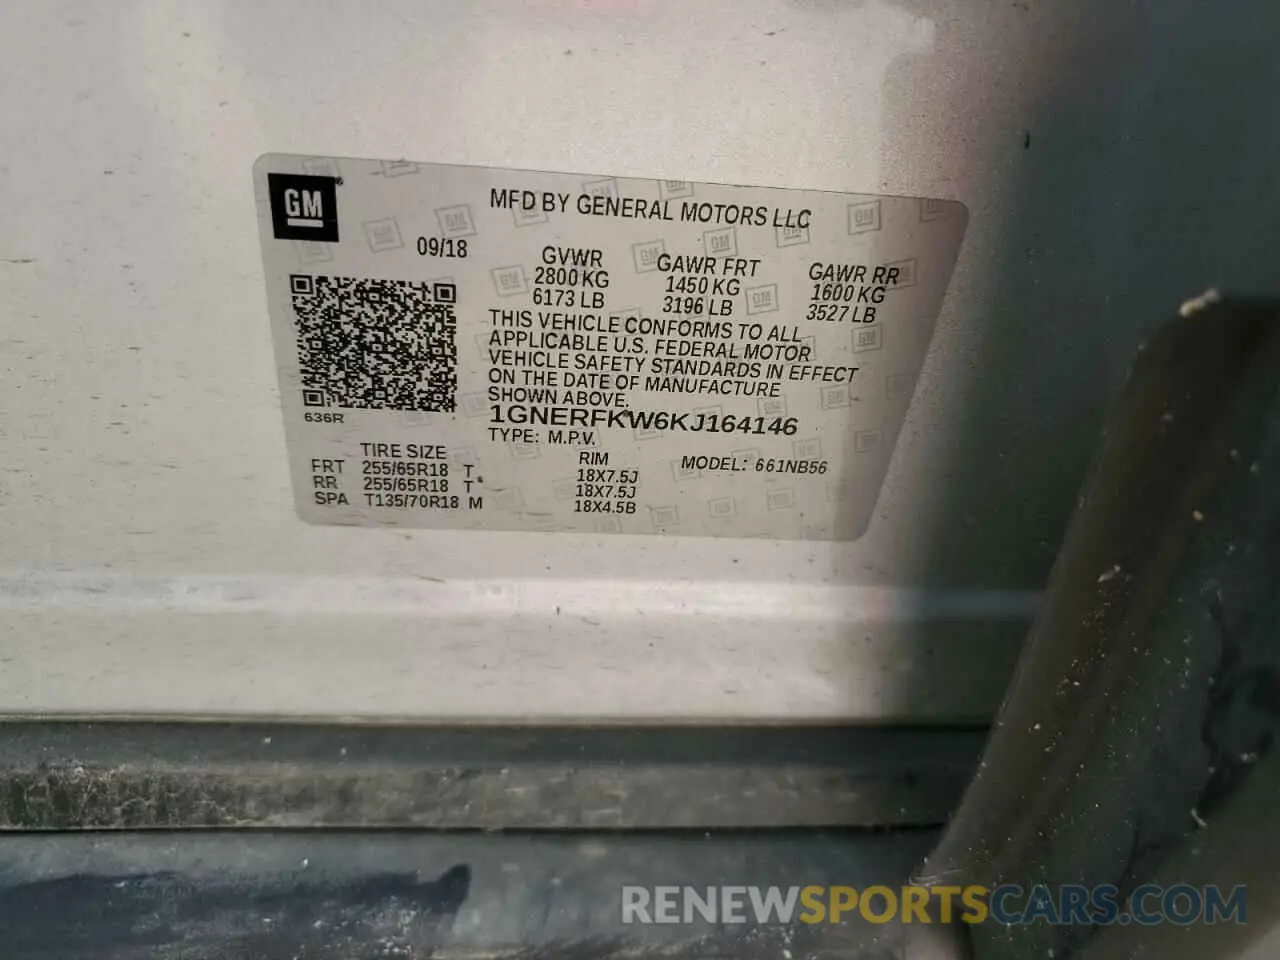 GM
MFD BY GENERAL MOTORS LLC
09/18
GVWR GAWR FRT GAWR RR
2800 KG 1450 KG 1600 KG
6173 LB 3196 LB 3527 LB
THIS VEHICLE CONFORMS TO ALL
APPLICABLE U.S. FEDERAL MOTOR
VEHICLE SAFETY STANDARDS IN EFFECT
ON THE DATE OF MANUFACTURE
SHOWN ABOVE.
636R
1GNERFKW6KJ164146
TYPE: M.P.V.
TIRE SIZE RIM MODEL: 661NB56
FRT 255/65R18 T 18X7.5J
RR 255/65R18 T 18X7.5J
SPA T135/70R18 M 18X4.5B
RENEWSPORTSCARS.COM